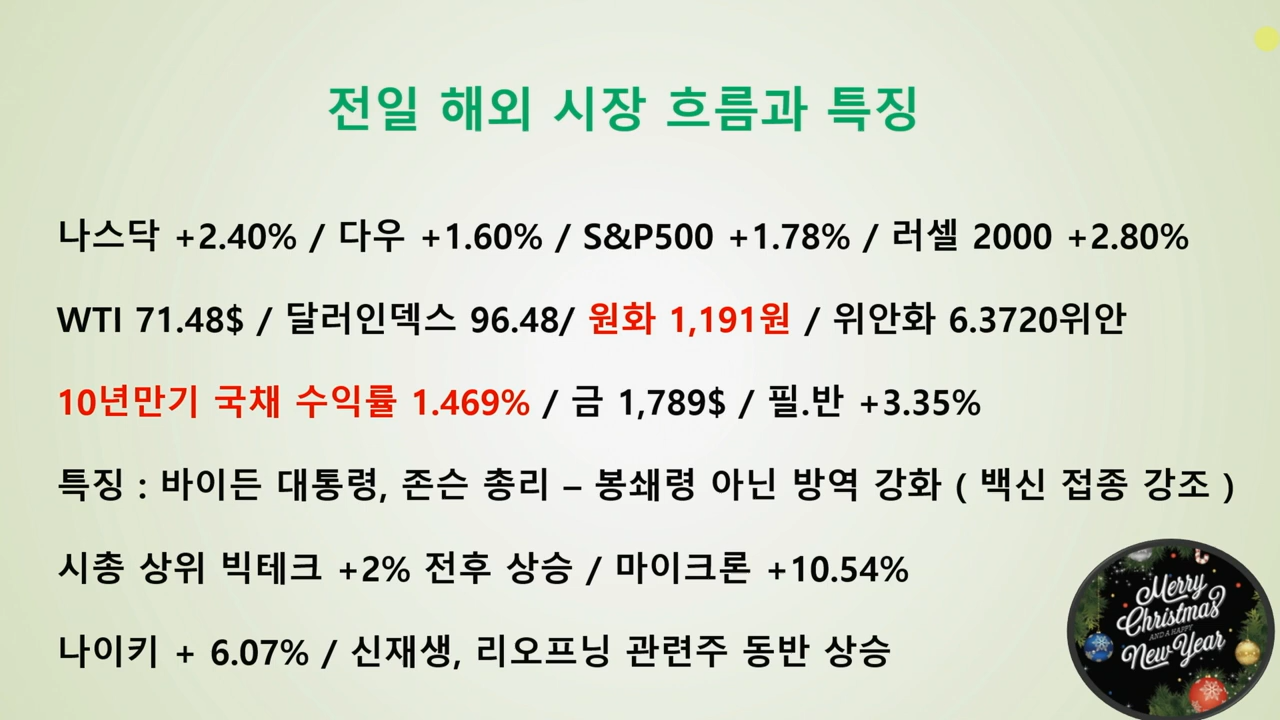 전일 해외 시장 흐름과 특징
나스닥 +2.40% / 다우 +1.60% / S&P500 +1.78% / 러셀 2000 +2.80%
WTI 71.48$ / 달러인덱스 96.48/ 원화 1,191원 / 위안화 6.3720위안
10년만기 국채 수익률 1.469% / 금 1,789$ / 필.반 +3.35%
특징 : 바이든 대통령, 존슨 총리 – 봉쇄령 아닌 방역 강화 ( 백신 접종 강조 )
시총 상위 빅테크 +2% 전후 상승 / 마이크론 +10.54%
나이키 + 6.07% / 신재생, 리오프닝 관련주 동반 상승
Merry
Christmas
AND A HAPPY
New Year